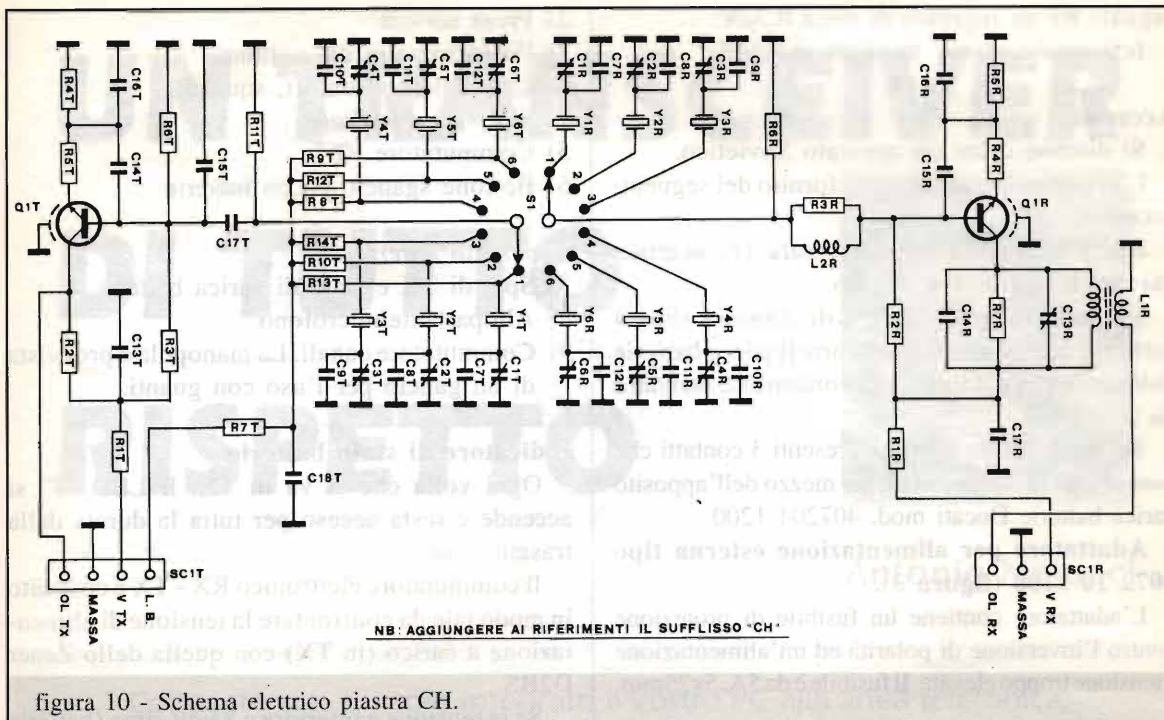 C10T C4T C11T C5T C12T C6T C1R C7R C2R C8R C3R C9R
R4T C16T R6T R11T Y4T Y5T Y6T Y1R Y2R Y3R R6R C16R R5R
R5T C14T C15T R9T R12T R8T C15R R4R
Q1T C17T 6 5 4 3 2 1 S1 1 2 3 4 5 6 R3R L2R Q1R
R14T R10T R13T
R2T C13T R3T Y3T Y2T Y1T Y6R Y5R Y4R R2R C14R R7R C13R L1R
C9T C3T C8T C2T C7T C1T C6R C12R C5R C11R C4R C10R
R1T R7T C18T R1R C17R
SC1T SC1R
OL TX MASSA V TX L. B OL RX MASSA V RX
NB: AGGIUNGERE AI RIFERIMENTI IL SUFFISSO "CH".
figura 10 - Schema elettrico piastra CH.